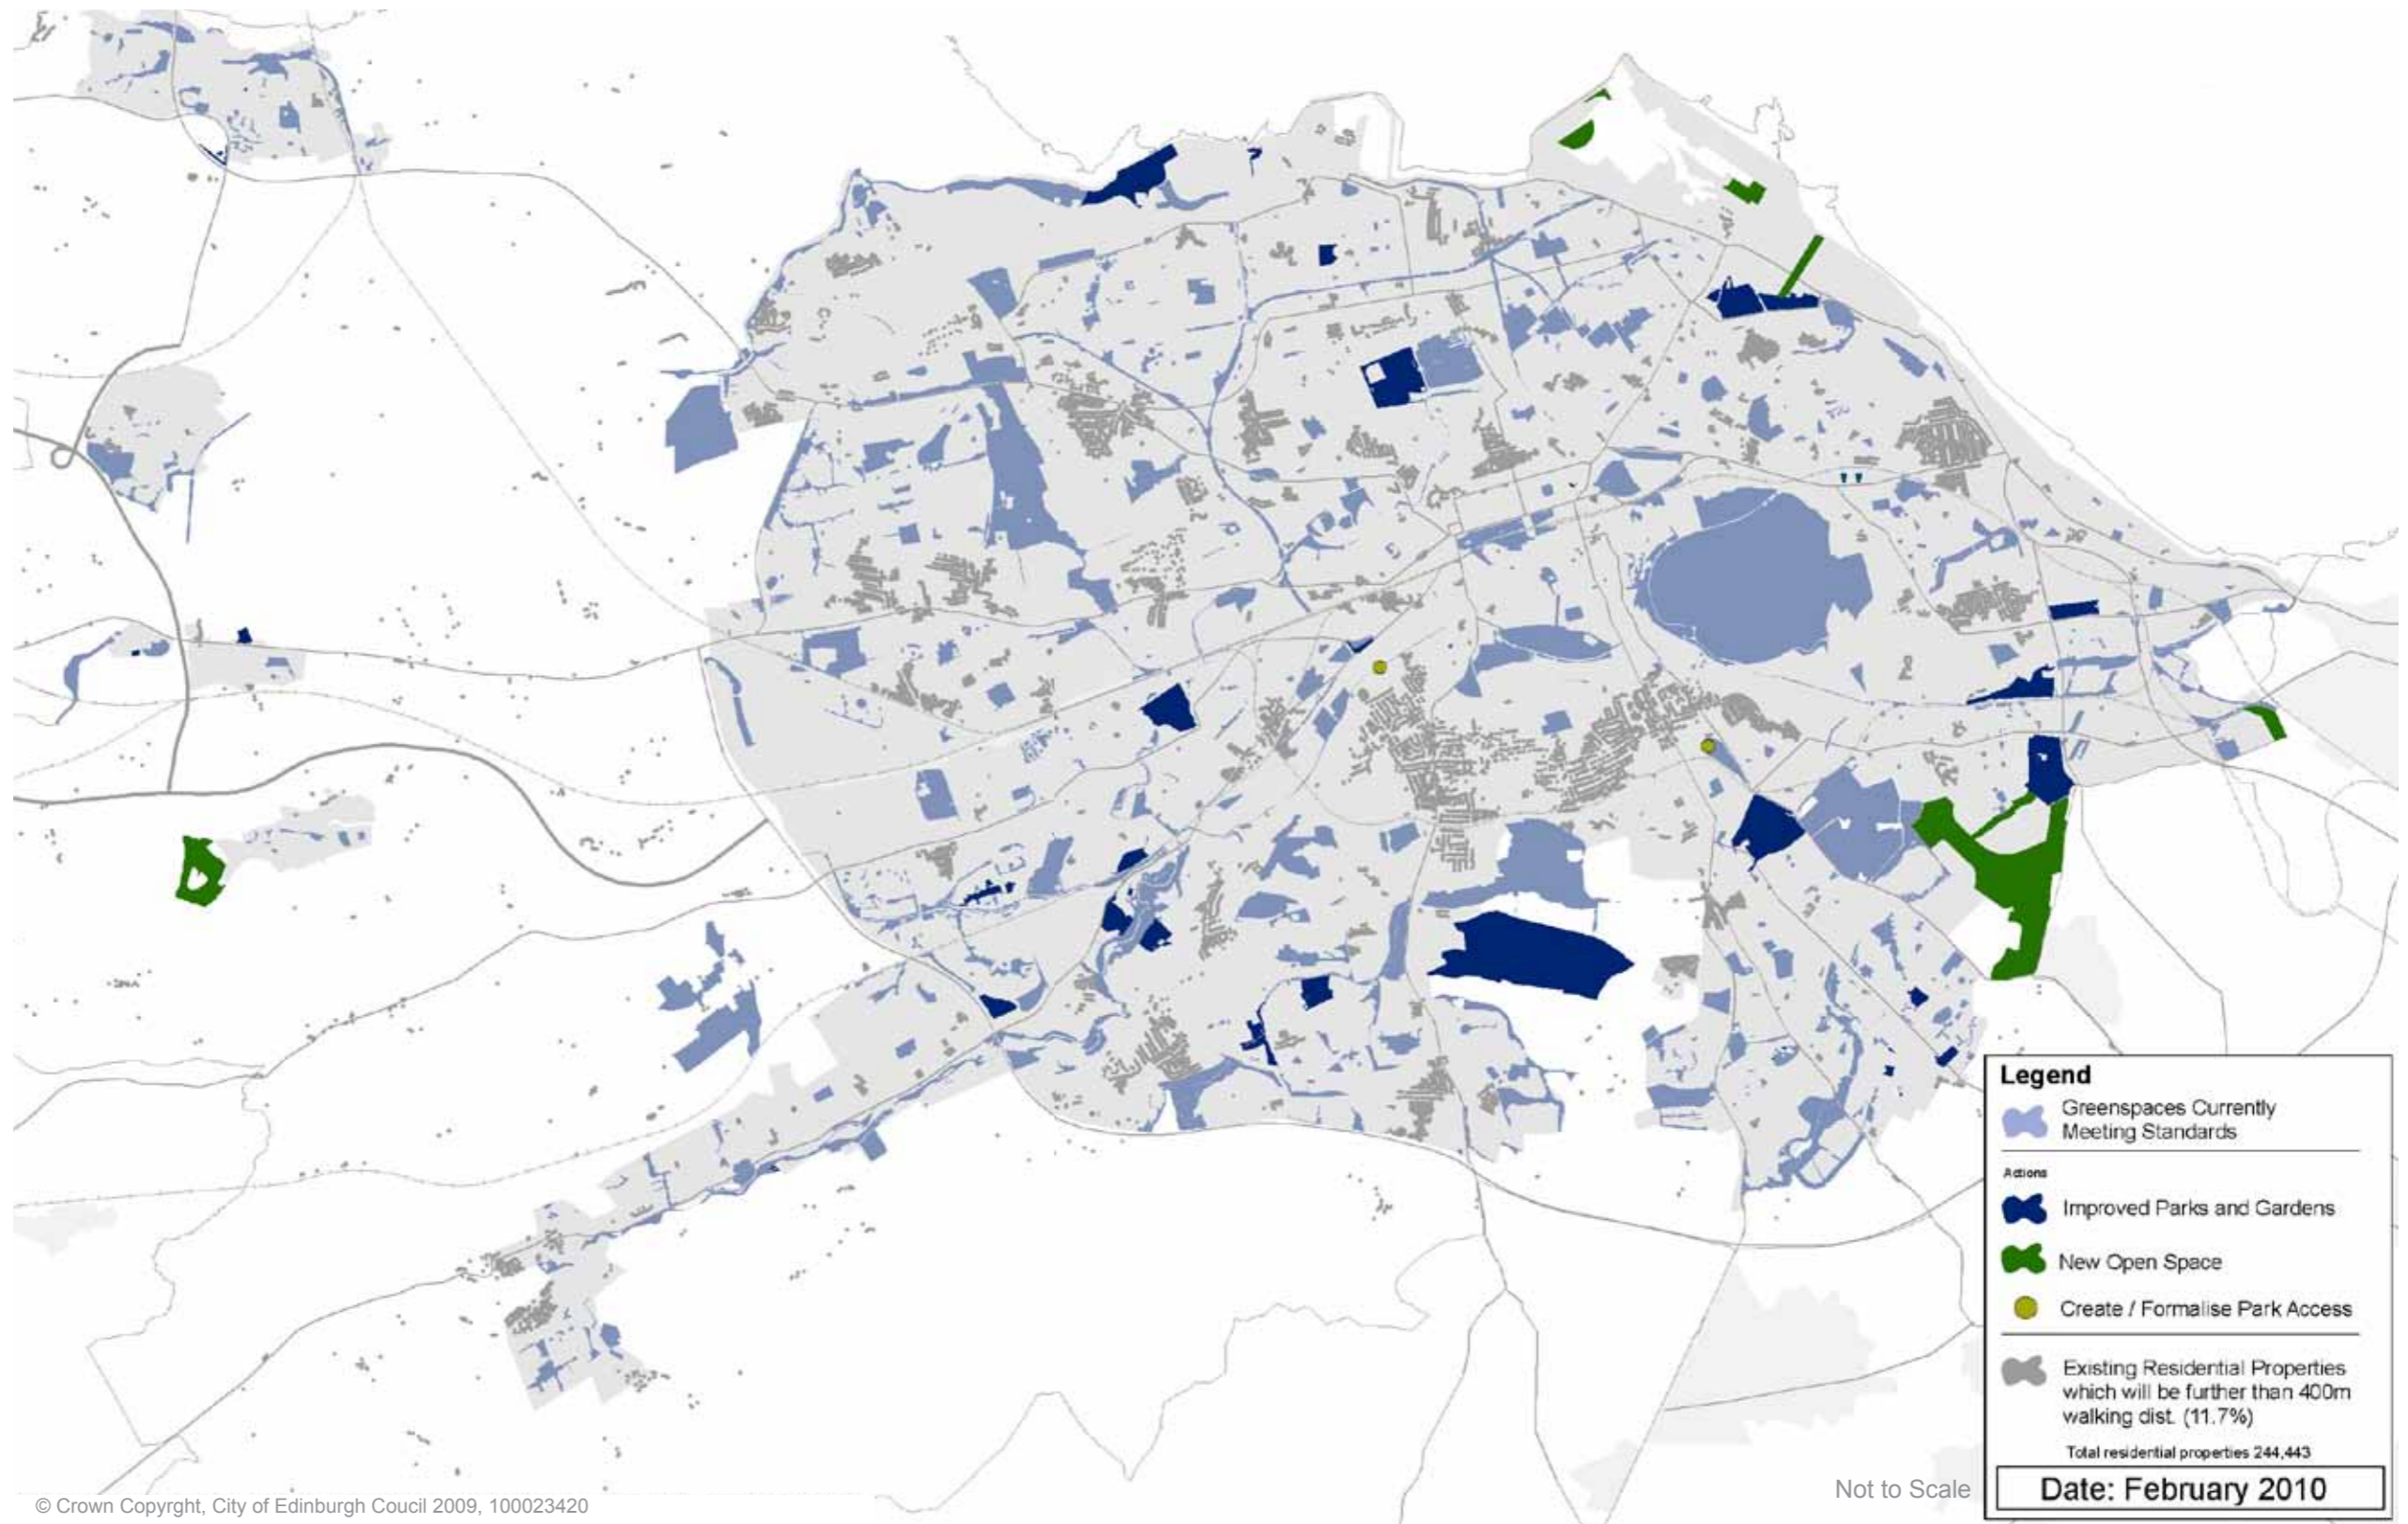 Legend
Greenspaces Currently
Meeting Standards
Actions
Improved Parks and Gardens
New Open Space
Create / Formalise Park Access
Existing Residential Properties
which will be further than 400m
walking dist. (11.7%)
Total residential properties 244,443
Not to Scale
Date: February 2010
© Crown Copyrght, City of Edinburgh Coucil 2009, 100023420